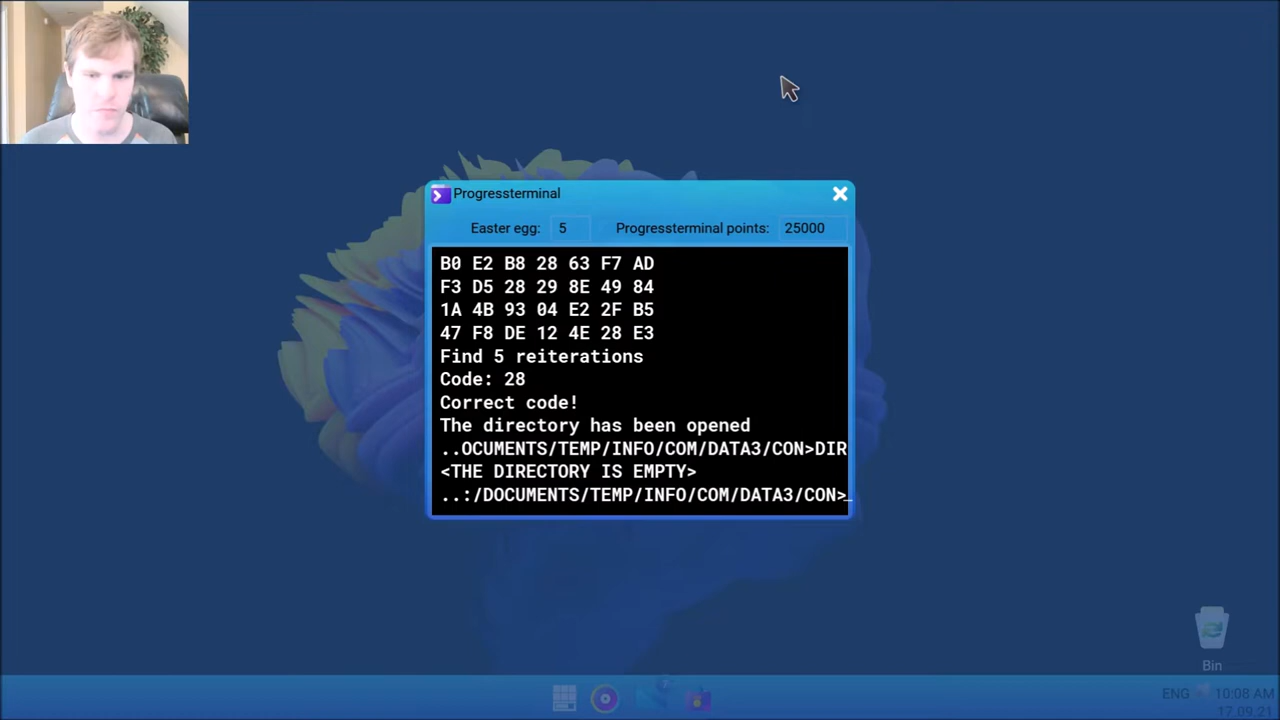 Progressterminal
Easter egg: 5 Progressterminal points: 25000
B0 E2 B8 28 63 F7 AD
F3 D5 28 29 8E 49 84
1A 4B 93 04 E2 2F B5
47 F8 DE 12 4E 28 E3
Find 5 reiterations
Code: 28
Correct code!
The directory has been opened
..OCUMENTS/TEMP/INFO/COM/DATA3/CON>DIR
<THE DIRECTORY IS EMPTY>
..:/DOCUMENTS/TEMP/INFO/COM/DATA3/CON>_
Bin
ENG 10:08 AM
17.09.21